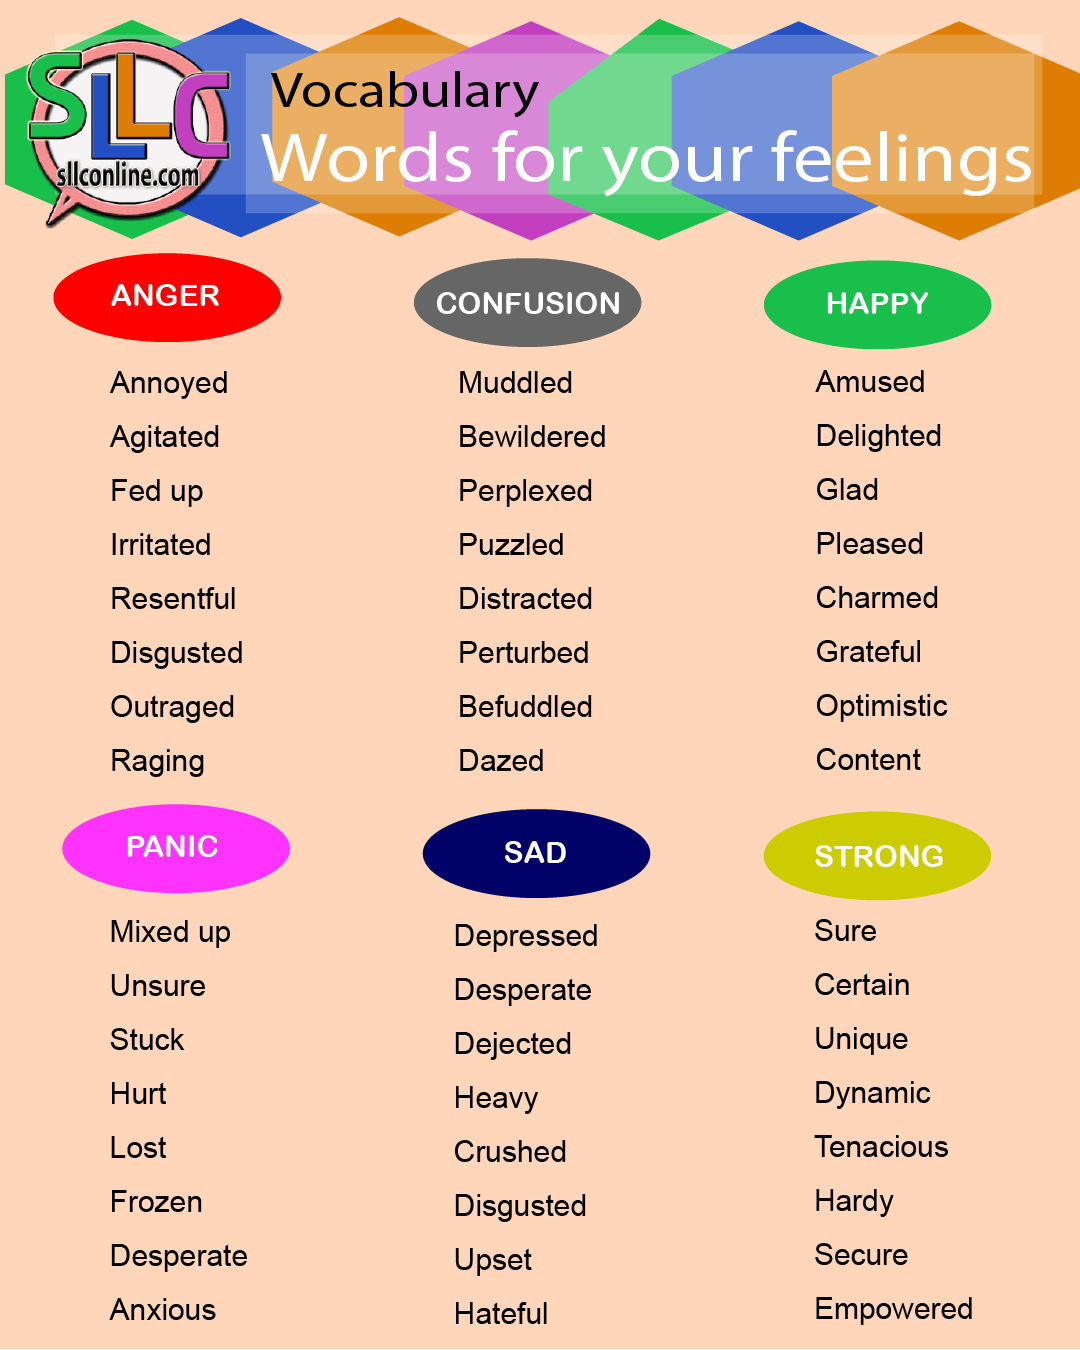 SLLC
sllconline.com
Vocabulary
Words for your feelings
ANGER
Annoyed
Agitated
Fed up
Irritated
Resentful
Disgusted
Outraged
Raging
CONFUSION
Muddled
Bewildered
Perplexed
Puzzled
Distracted
Perturbed
Befuddled
Dazed
HAPPY
Amused
Delighted
Glad
Pleased
Charmed
Grateful
Optimistic
Content
PANIC
Mixed up
Unsure
Stuck
Hurt
Lost
Frozen
Desperate
Anxious
SAD
Depressed
Desperate
Dejected
Heavy
Crushed
Disgusted
Upset
Hateful
STRONG
Sure
Certain
Unique
Dynamic
Tenacious
Hardy
Secure
Empowered